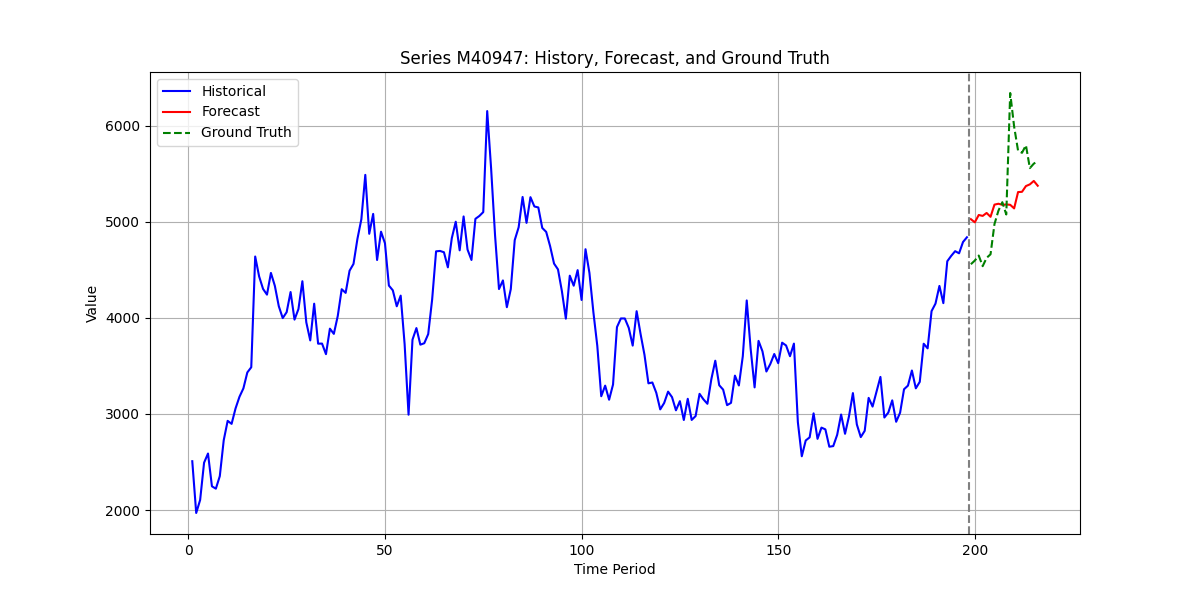 Series M40947: History, Forecast, and Ground Truth
Historical
Forecast
Ground Truth
6000
5000
4000
3000
2000
Value
0
50
100
150
200
Time Period